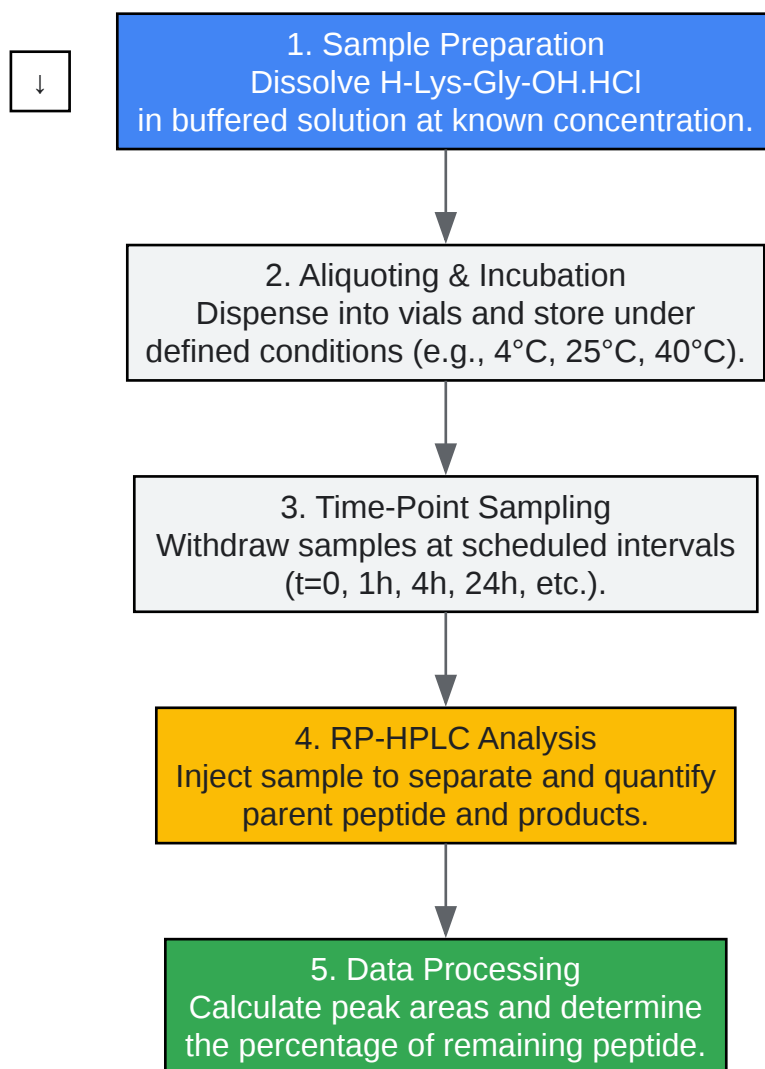 ↓
1. Sample Preparation
Dissolve H-Lys-Gly-OH.HCl
in buffered solution at known concentration.
2. Aliquoting & Incubation
Dispense into vials and store under
defined conditions (e.g., 4°C, 25°C, 40°C).
3. Time-Point Sampling
Withdraw samples at scheduled intervals
(t=0, 1h, 4h, 24h, etc.).
4. RP-HPLC Analysis
Inject sample to separate and quantify
parent peptide and products.
5. Data Processing
Calculate peak areas and determine
the percentage of remaining peptide.